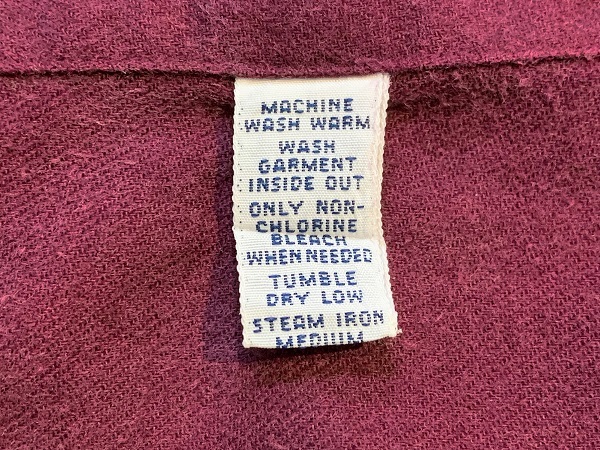 MACHINE
WASH WARM
WASH
GARMENT
INSIDE OUT
ONLY NON-
CHLORINE
BLEACH
WHEN NEEDED
TUMBLE
DRY LOW
STEAM IRON
MEDIUM